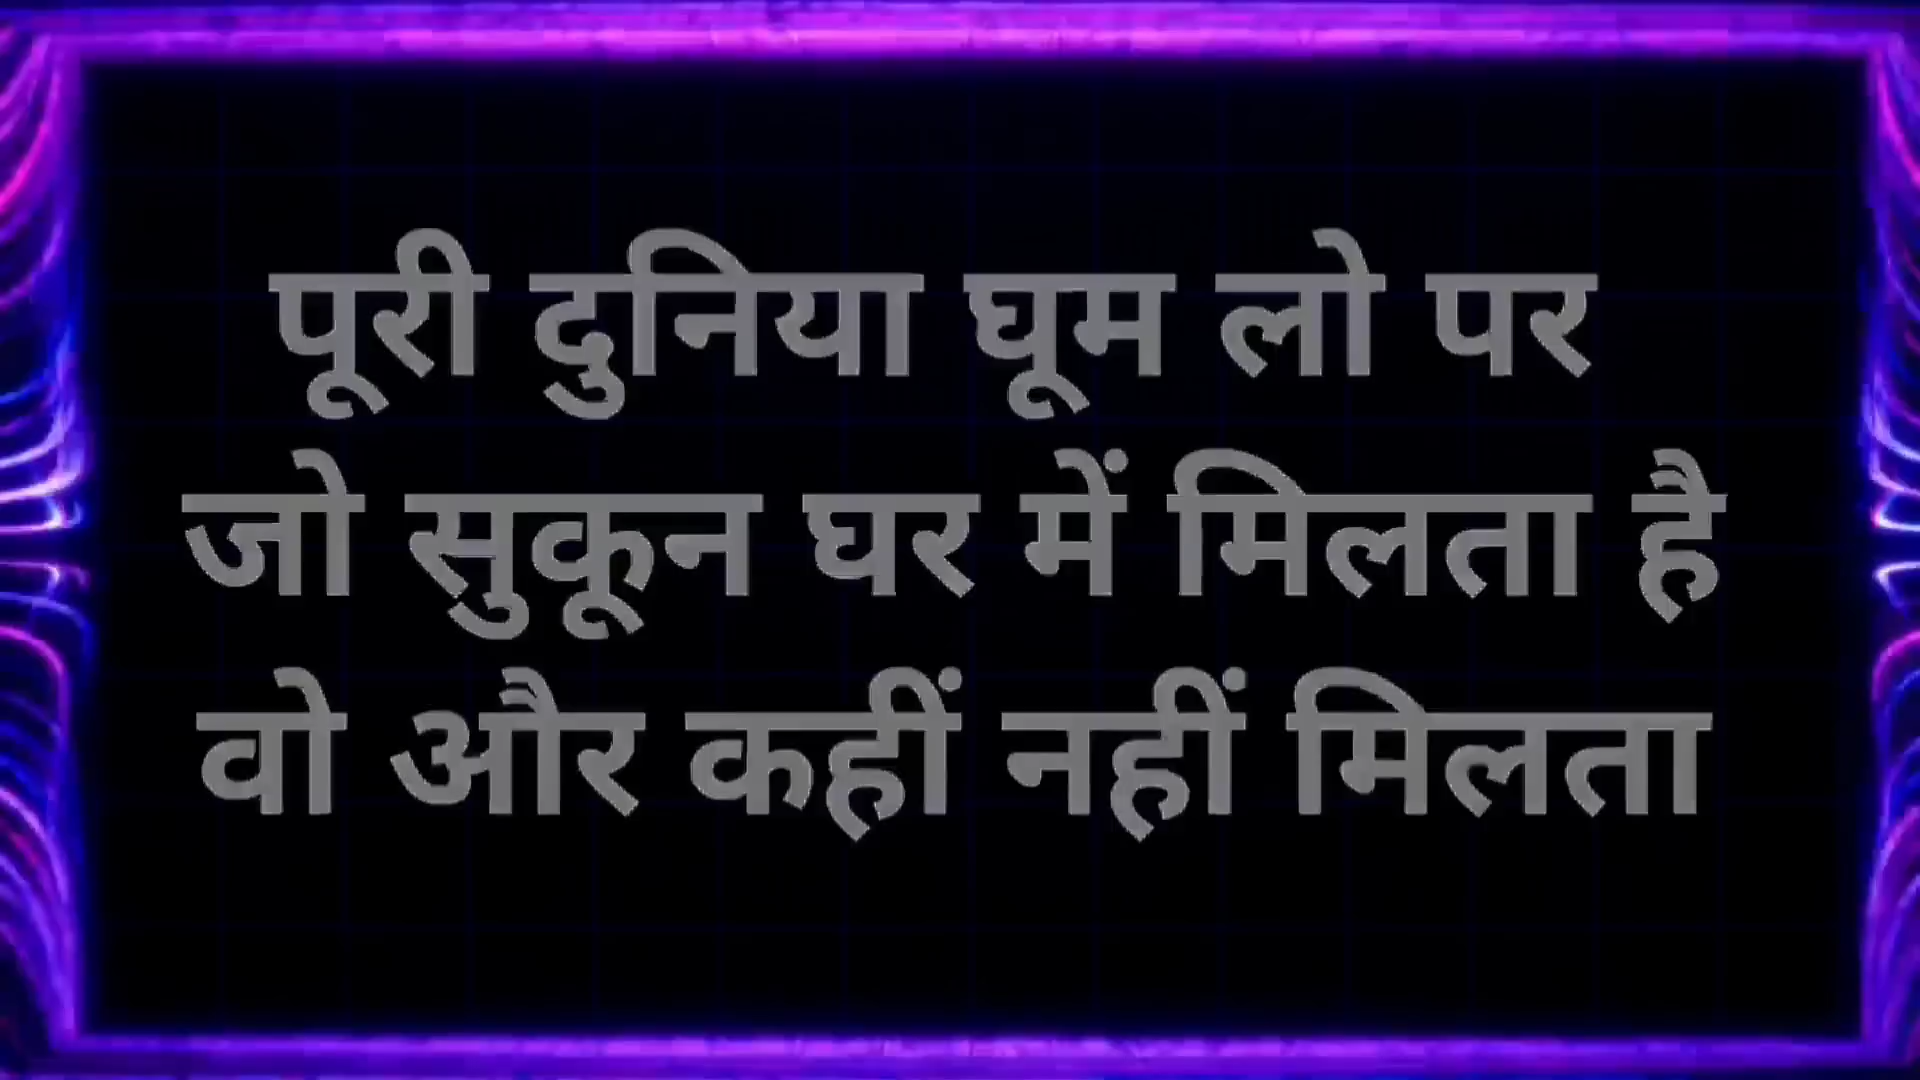 पूरी दुनिया घूम लो पर
जो सुकून घर में मिलता है
वो और कहीं नहीं मिलता